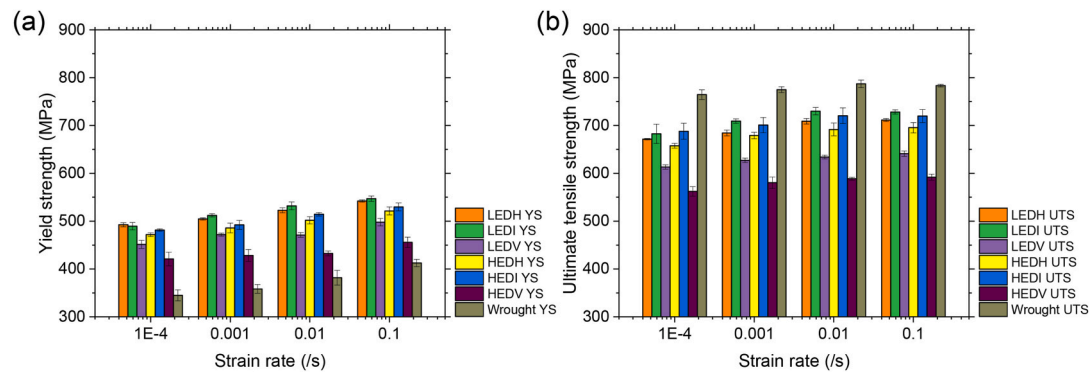 (a)
900
800
700
600
500
400
300
Yield strength (MPa)
1E-4 0.001 0.01 0.1
Strain rate (/s)
LEDH YS
LEDI YS
LEDV YS
HEDH YS
HEDI YS
HEDV YS
Wrought YS
(b)
900
800
700
600
500
400
300
Ultimate tensile strength (MPa)
1E-4 0.001 0.01 0.1
Strain rate (/s)
LEDH UTS
LEDI UTS
LEDV UTS
HEDH UTS
HEDI UTS
HEDV UTS
Wrought UTS